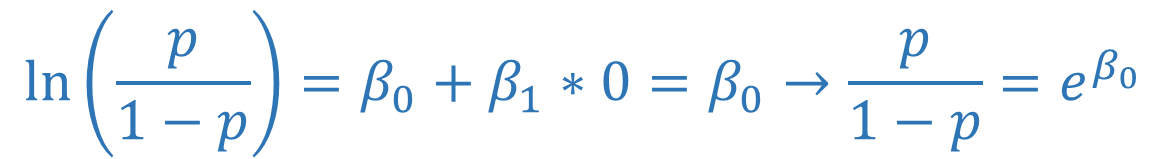 ln(p/(1 − p)) = β₀ + β₁ ∗ 0 = β₀ → p/(1 − p) = e^β₀